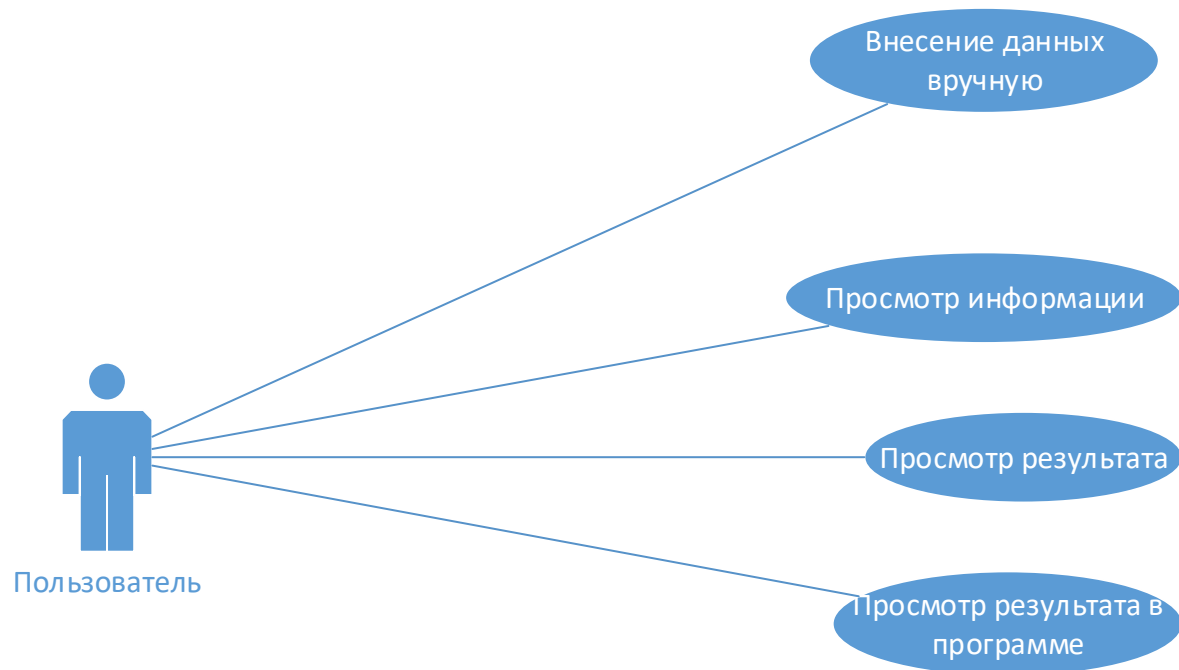 Внесение данных
вручную
Просмотр информации
Просмотр результата
Пользователь
Просмотр результата в
программе